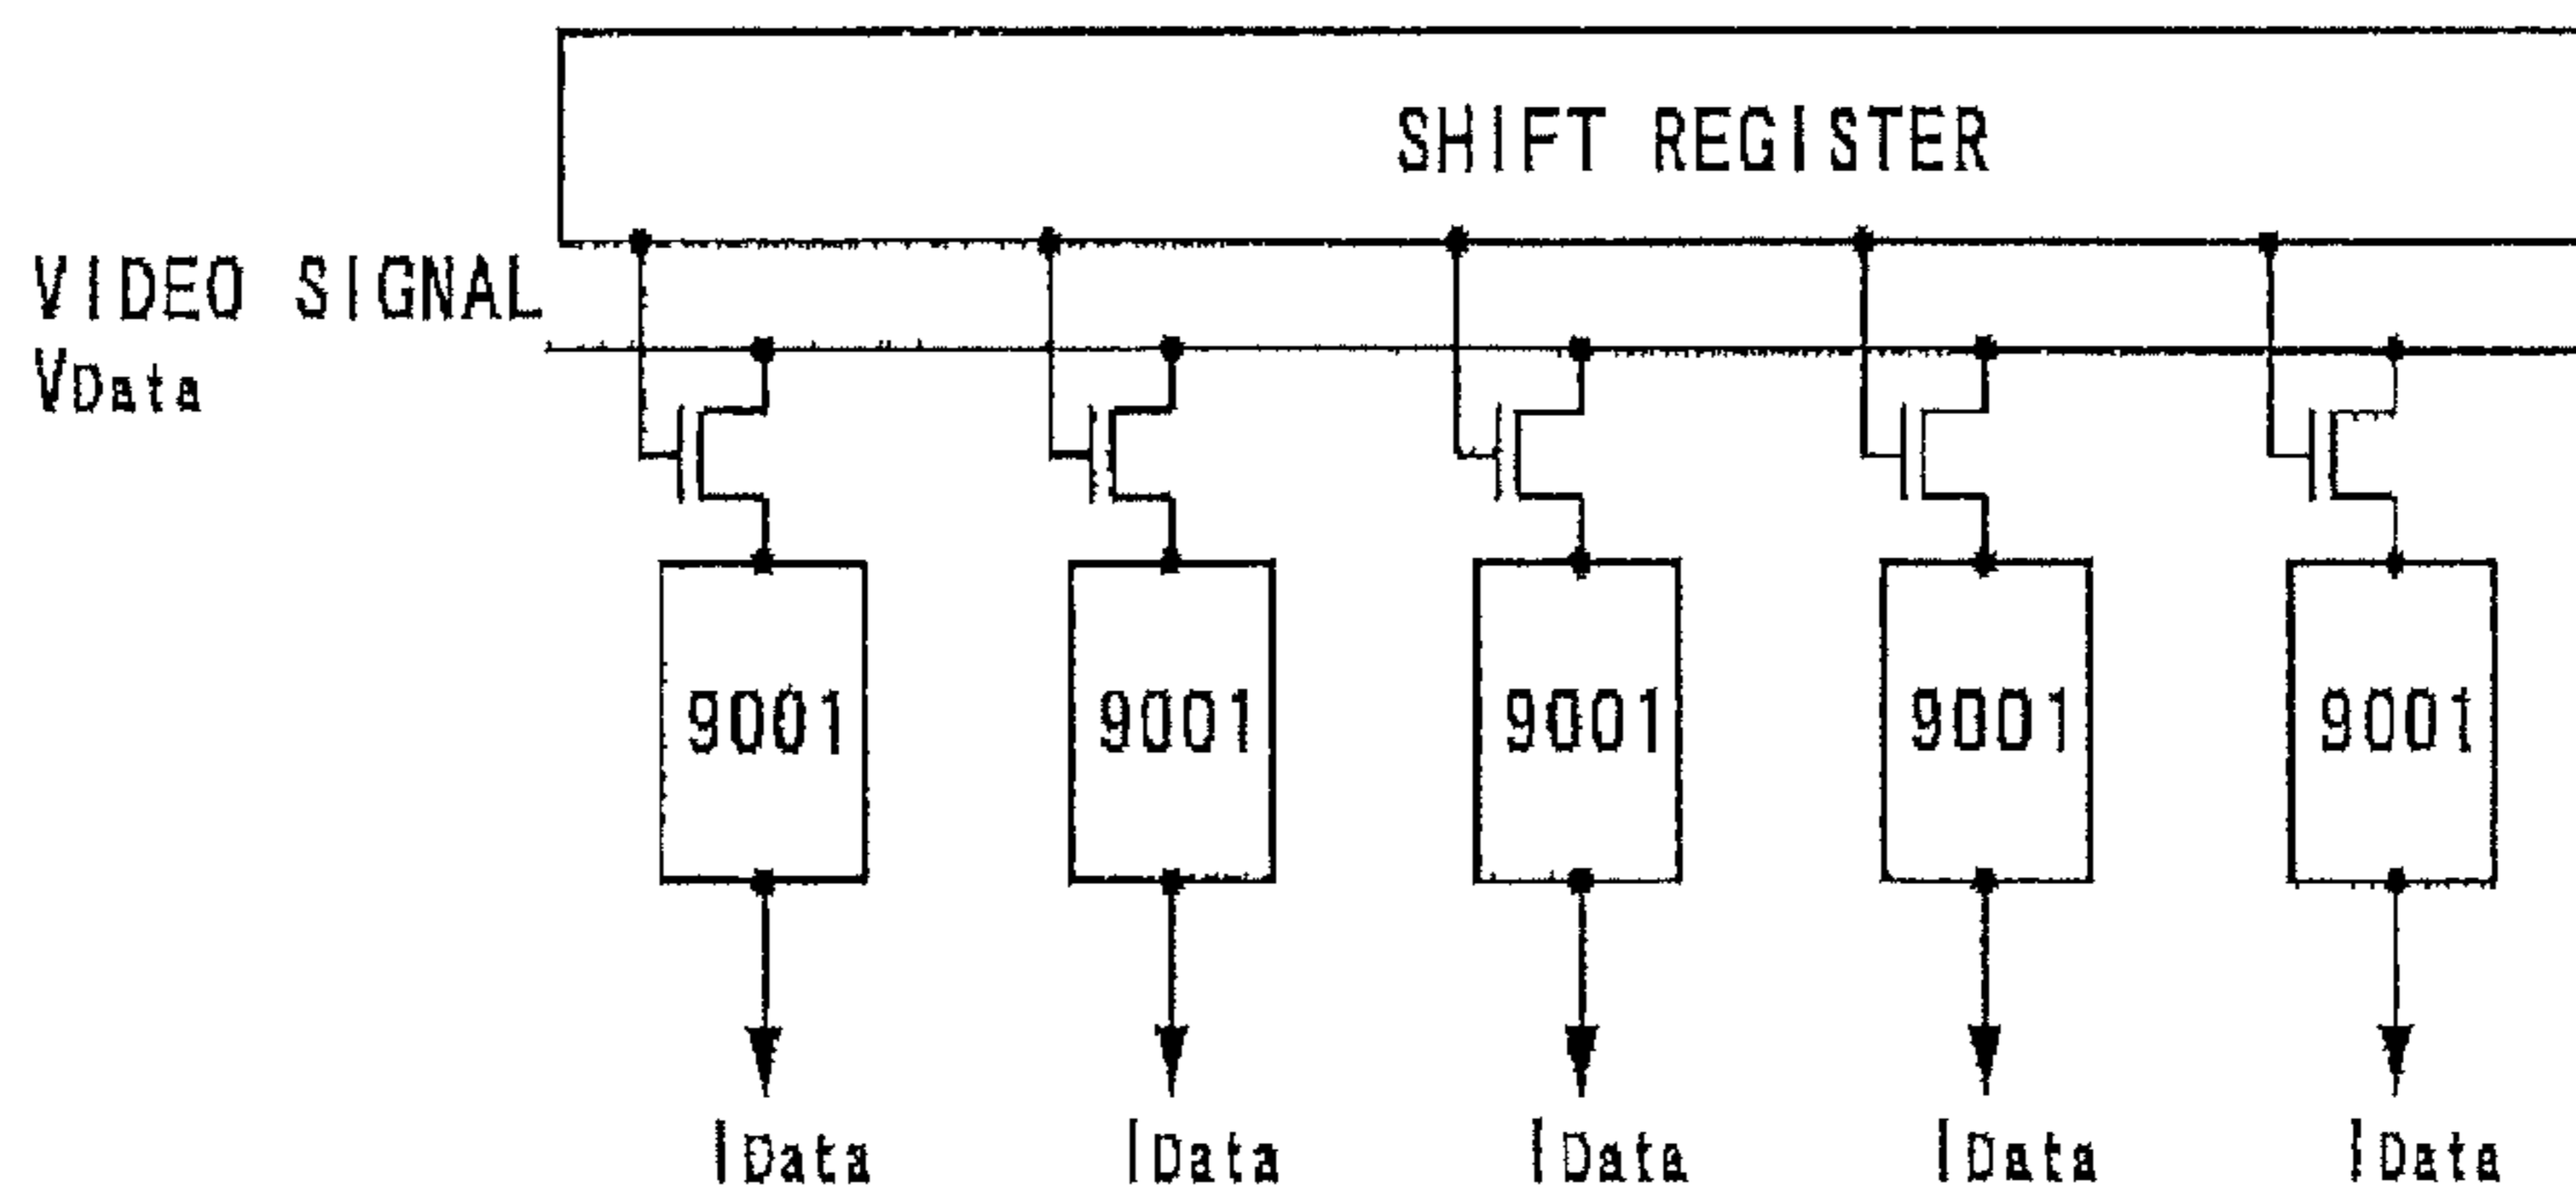 SHIFT REGISTER
VIDEO SIGNAL
VData
9001 9001 9001 9001 9001
IData IData IData IData IData